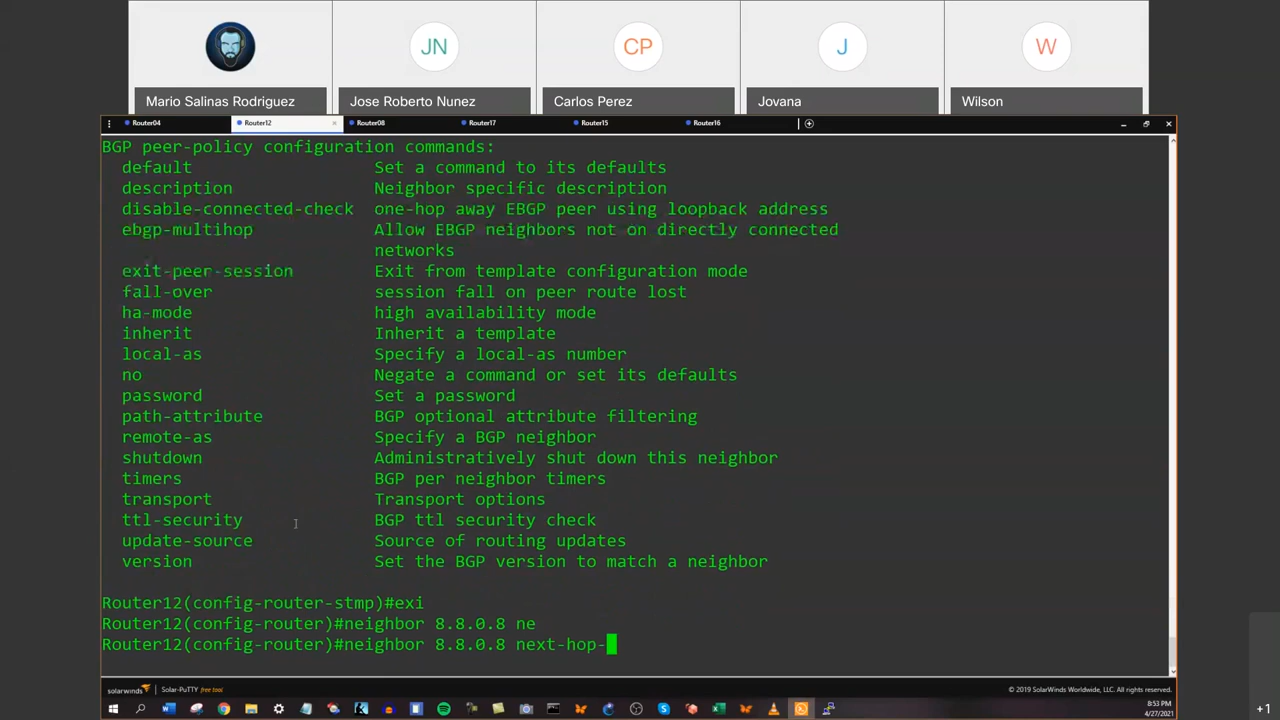 JN
CP
J
W
Mario Salinas Rodriguez
Jose Roberto Nunez
Carlos Perez
Jovana
Wilson
Router04
Router12
Router08
Router17
Router15
Router16
BGP peer-policy configuration commands:
default Set a command to its defaults
description Neighbor specific description
disable-connected-check one-hop away EBGP peer using loopback address
ebgp-multihop Allow EBGP neighbors not on directly connected
networks
exit-peer-session Exit from template configuration mode
fall-over session fall on peer route lost
ha-mode high availability mode
inherit Inherit a template
local-as Specify a local-as number
no Negate a command or set its defaults
password Set a password
path-attribute BGP optional attribute filtering
remote-as Specify a BGP neighbor
shutdown Administratively shut down this neighbor
timers BGP per neighbor timers
transport Transport options
ttl-security BGP ttl security check
update-source Source of routing updates
version Set the BGP version to match a neighbor
Router12(config-router-stmp)#exi
Router12(config-router)#neighbor 8.8.0.8 ne
Router12(config-router)#neighbor 8.8.0.8 next-hop-
solarwinds Solar-PuTTY free tool
© 2019 SolarWinds Worldwide, LLC. All rights reserved.
8:53 PM
4/27/2021
+1